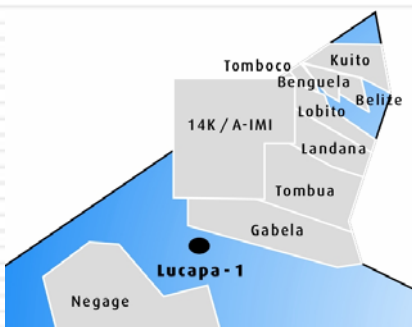 Kuito
Tomboco
Benguela
Belize
Lobito
14K / A-IMI
Landana
Tombua
Gabela
Lucapa - 1
Negage